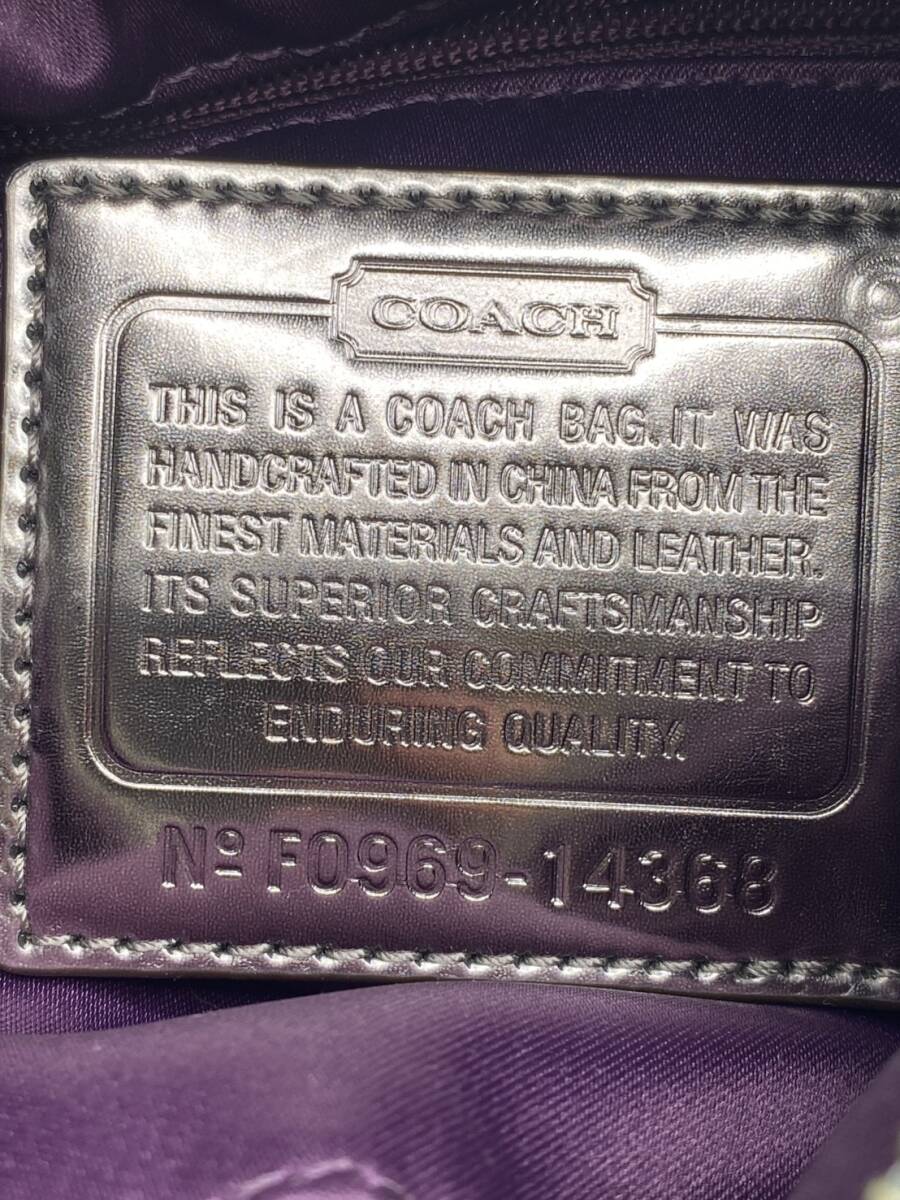 COACH
THIS IS A COACH BAG. IT WAS
HANDCRAFTED IN CHINA FROM THE
FINEST MATERIALS AND LEATHER.
ITS SUPERIOR CRAFTSMANSHIP
REFLECTS OUR COMMITMENT TO
ENDURING QUALITY.
Nº F0969-14368